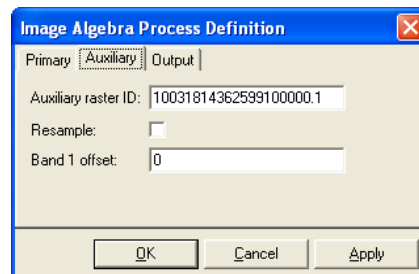 Image Algebra Process Definition
Primary Auxiliary Output
Auxiliary raster ID: 10031814362599100000.1
Resample:
Band 1 offset: 0
OK Cancel Apply